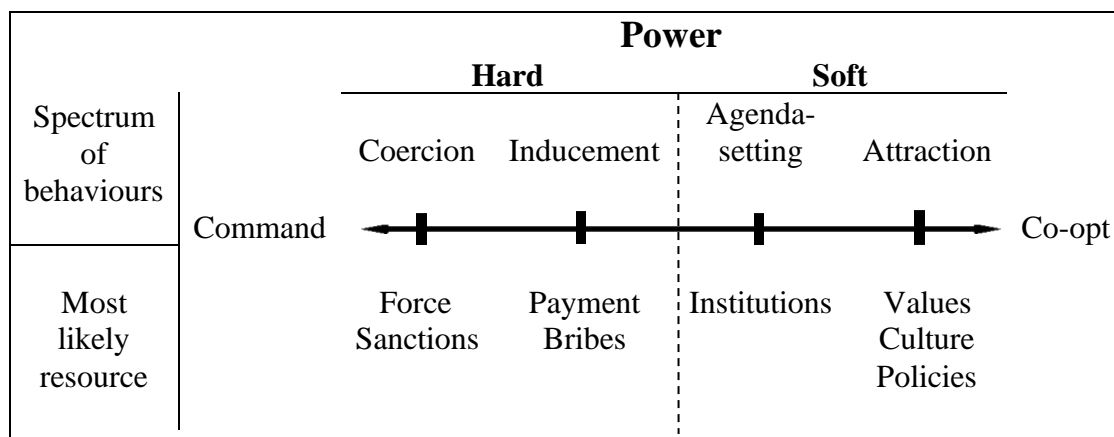 Power
Hard
Soft
Spectrum
of
behaviours
Coercion
Inducement
Agenda-
setting
Attraction
Command
Co-opt
Most
likely
resource
Force
Sanctions
Payment
Bribes
Institutions
Values
Culture
Policies